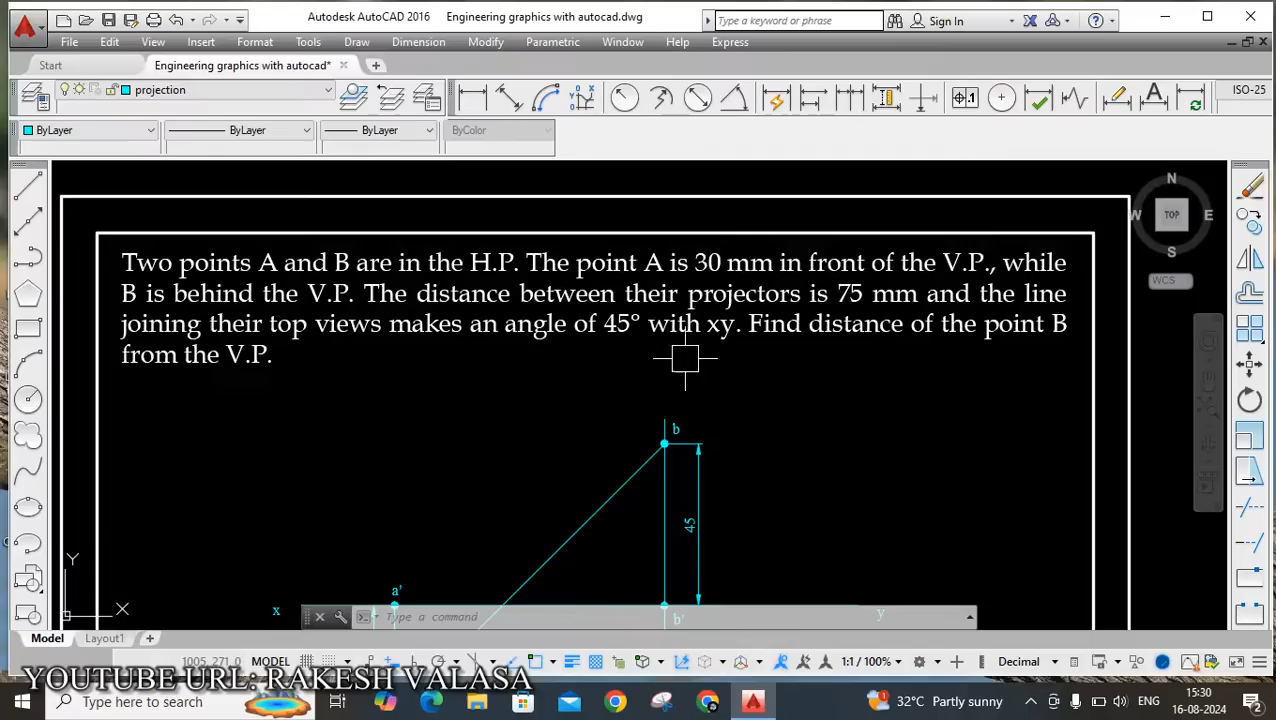 Autodesk AutoCAD 2016 Engineering graphics with autocad.dwg Type a keyword or phrase Sign In
File Edit View Insert Format Tools Draw Dimension Modify Parametric Window Help Express
Start Engineering graphics with autocad*
projection ISO-25
ByLayer ByLayer ByLayer ByColor
N
W TOP E
S
WCS
Two points A and B are in the H.P. The point A is 30 mm in front of the V.P., while
B is behind the V.P. The distance between their projectors is 75 mm and the line
joining their top views makes an angle of 45° with xy. Find distance of the point B
from the V.P.
b
45
Y
a'
x
X
Type a command
y
b'
Model Layout1
1005, 271, 0 MODEL 1:1 / 100% Decimal
YOUTUBE URL: RAKESH VALASA
Type here to search 1 32°C Partly sunny ENG 15:30
16-08-2024 2